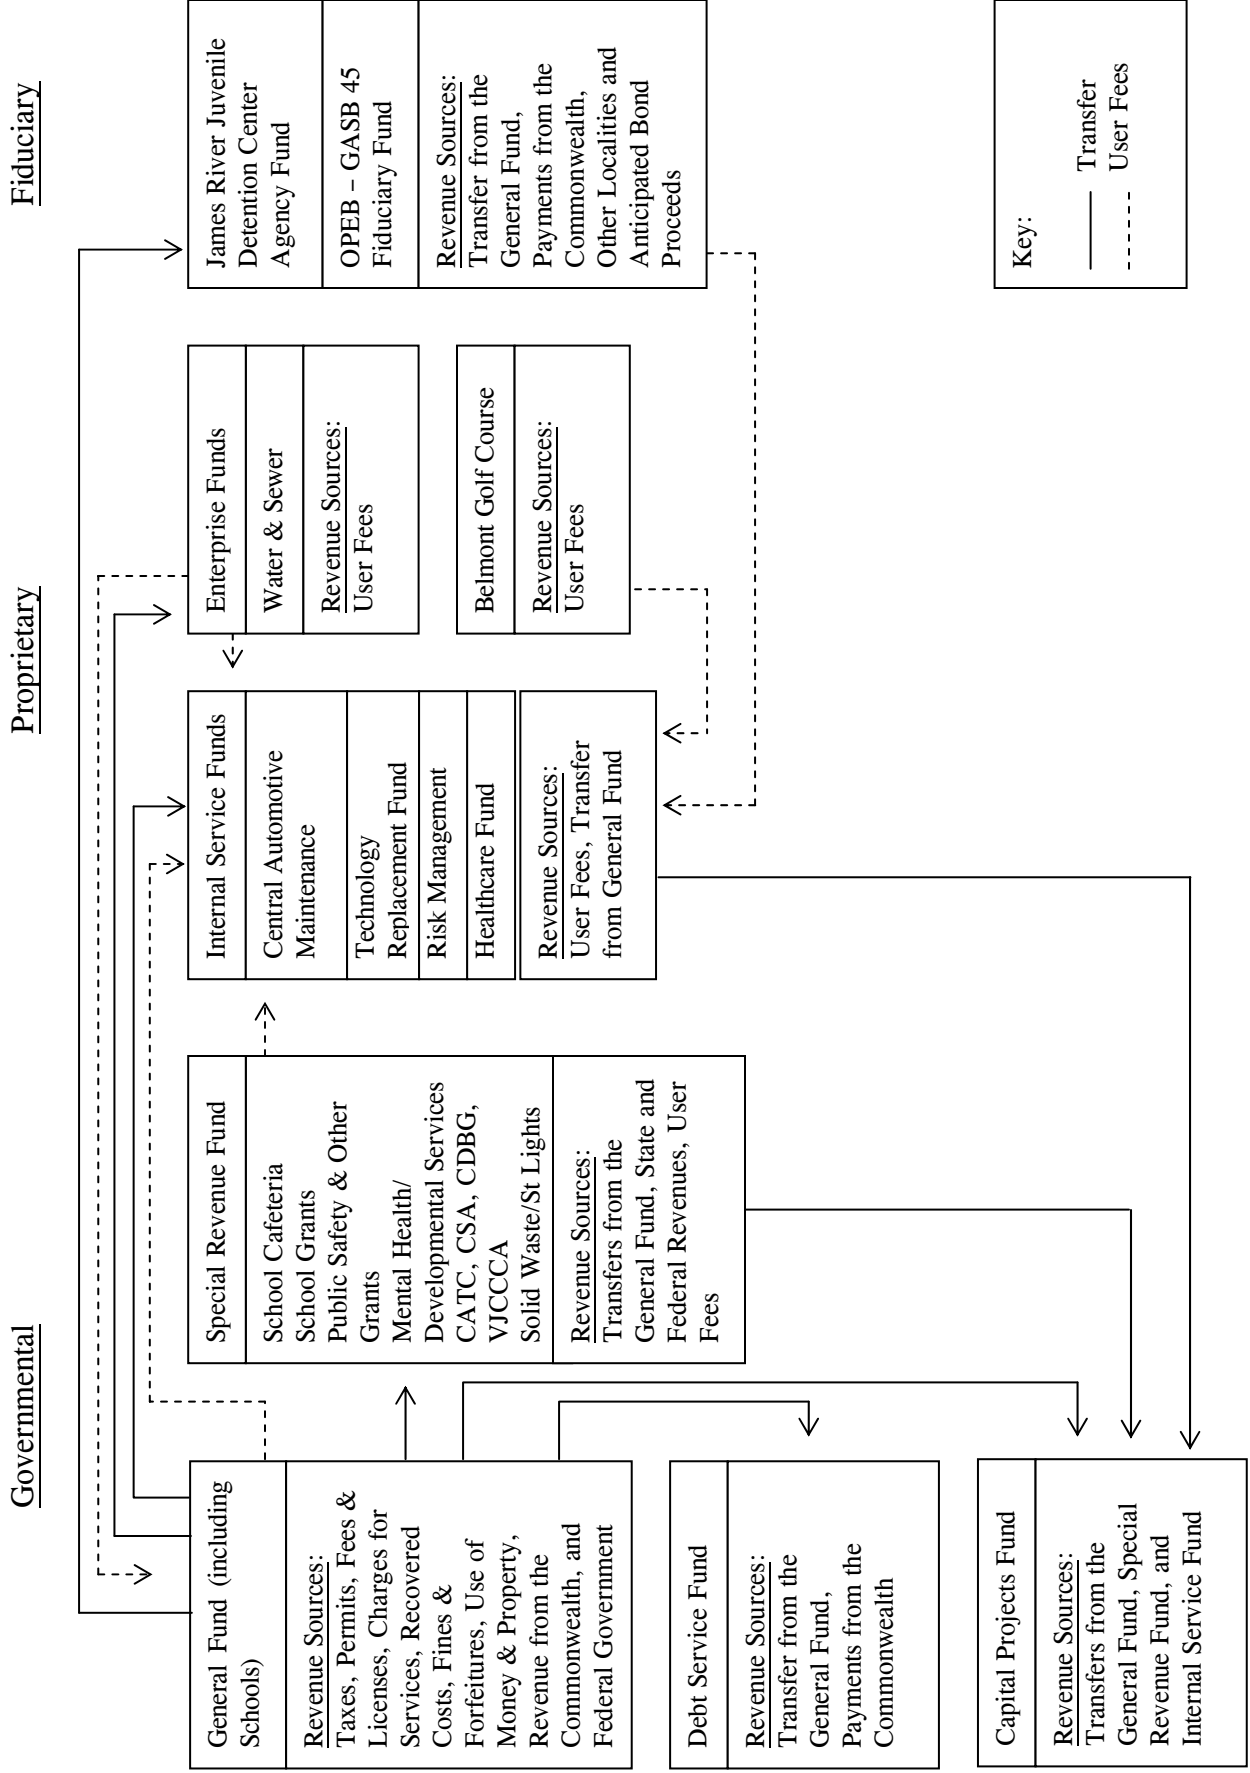 Governmental
Proprietary
Fiduciary
General Fund (including
Schools)
Revenue Sources:
Taxes, Permits, Fees &
Licenses, Charges for
Services, Recovered
Costs, Fines &
Forfeitures, Use of
Money & Property,
Revenue from the
Commonwealth, and
Federal Government
Debt Service Fund
Revenue Sources:
Transfer from the
General Fund,
Payments from the
Commonwealth
Capital Projects Fund
Revenue Sources:
Transfers from the
General Fund, Special
Revenue Fund, and
Internal Service Fund
Special Revenue Fund
School Cafeteria
School Grants
Public Safety & Other
Grants
Mental Health/
Developmental Services
CATC, CSA, CDBG,
VJCCCA
Solid Waste/St Lights
Revenue Sources:
Transfers from the
General Fund, State and
Federal Revenues, User
Fees
Internal Service Funds
Central Automotive
Maintenance
Technology
Replacement Fund
Risk Management
Healthcare Fund
Revenue Sources:
User Fees, Transfer
from General Fund
Enterprise Funds
Water & Sewer
Revenue Sources:
User Fees
Belmont Golf Course
Revenue Sources:
User Fees
James River Juvenile
Detention Center
Agency Fund
OPEB – GASB 45
Fiduciary Fund
Revenue Sources:
Transfer from the
General Fund,
Payments from the
Commonwealth,
Other Localities and
Anticipated Bond
Proceeds
Key:
Transfer
User Fees